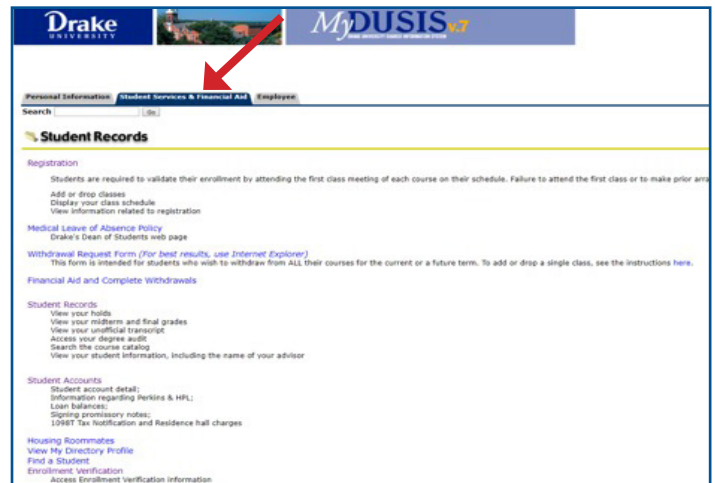 Drake
UNIVERSITY
MyDUSIS v.7
DRAKE UNIVERSITY STUDENT INFORMATION SYSTEM
Personal Information Student Services & Financial Aid Employee
Search Go
Student Records
Registration
Students are required to validate their enrollment by attending the first class meeting of each course on their schedule. Failure to attend the first class or to make prior arra
Add or drop classes
Display your class schedule
View information related to registration
Medical Leave of Absence Policy
Drake's Dean of Students web page
Withdrawal Request Form (For best results, use Internet Explorer)
This form is intended for students who wish to withdraw from ALL their courses for the current or a future term. To add or drop a single class, see the instructions here.
Financial Aid and Complete Withdrawals
Student Records
View your holds
View your midterm and final grades
View your unofficial transcript
Access your degree audit
Search the course catalog
View your student information, including the name of your advisor
Student Accounts
Student account detail;
Information regarding Perkins & HPL;
Loan balances;
Signing promissory notes;
1098T Tax Notification and Residence hall charges
Housing Roommates
View My Directory Profile
Find a Student
Enrollment Verification
Access Enrollment Verification information